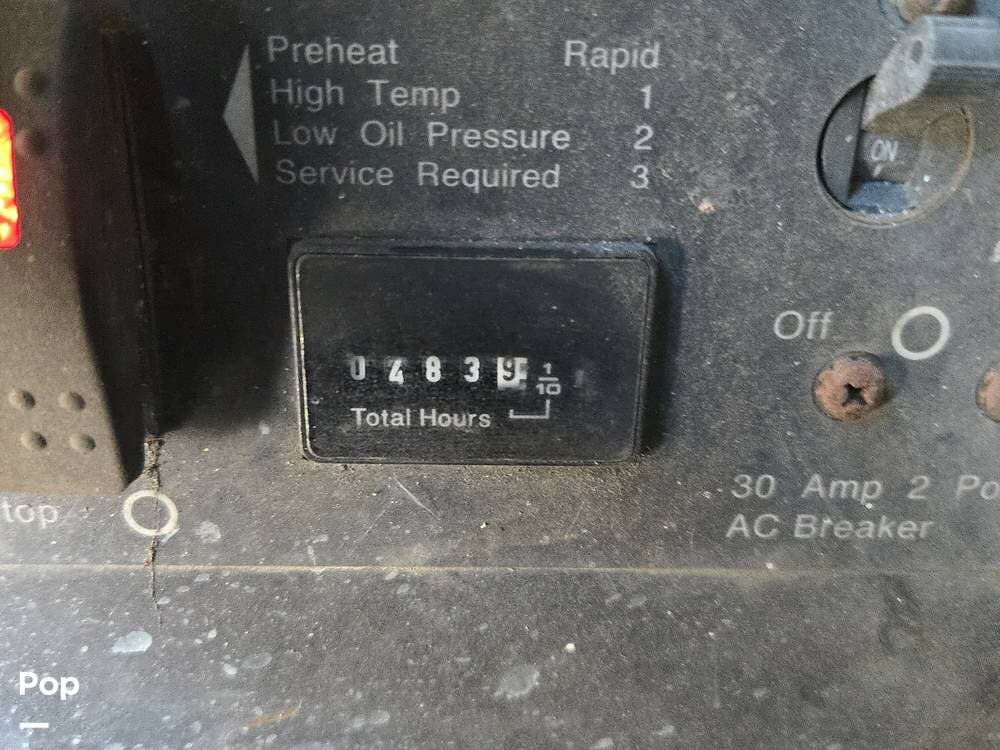 Preheat Rapid
High Temp 1
Low Oil Pressure 2
Service Required 3
ON
Off
0 4 8 3 9 1/10
Total Hours
30 Amp 2 Po
AC Breaker
top
Pop